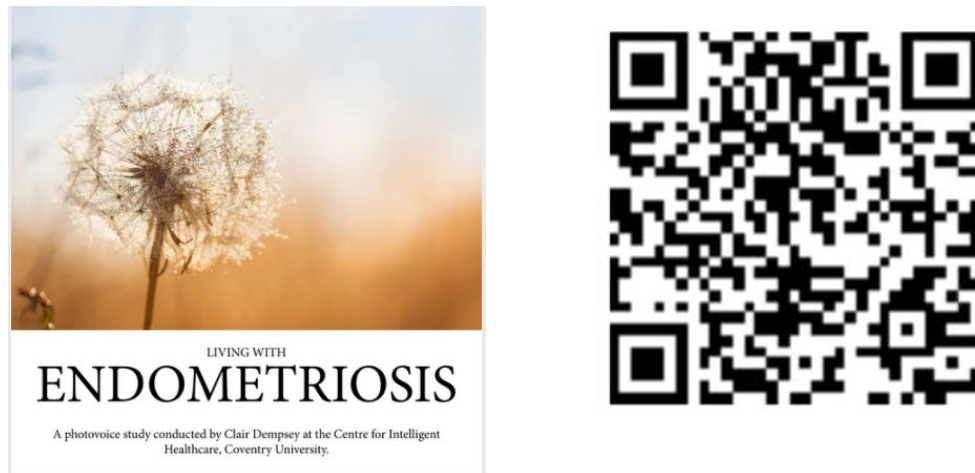 LIVING WITH
ENDOMETRIOSIS
A photovoice study conducted by Clair Dempsey at the Centre for Intelligent
Healthcare, Coventry University.